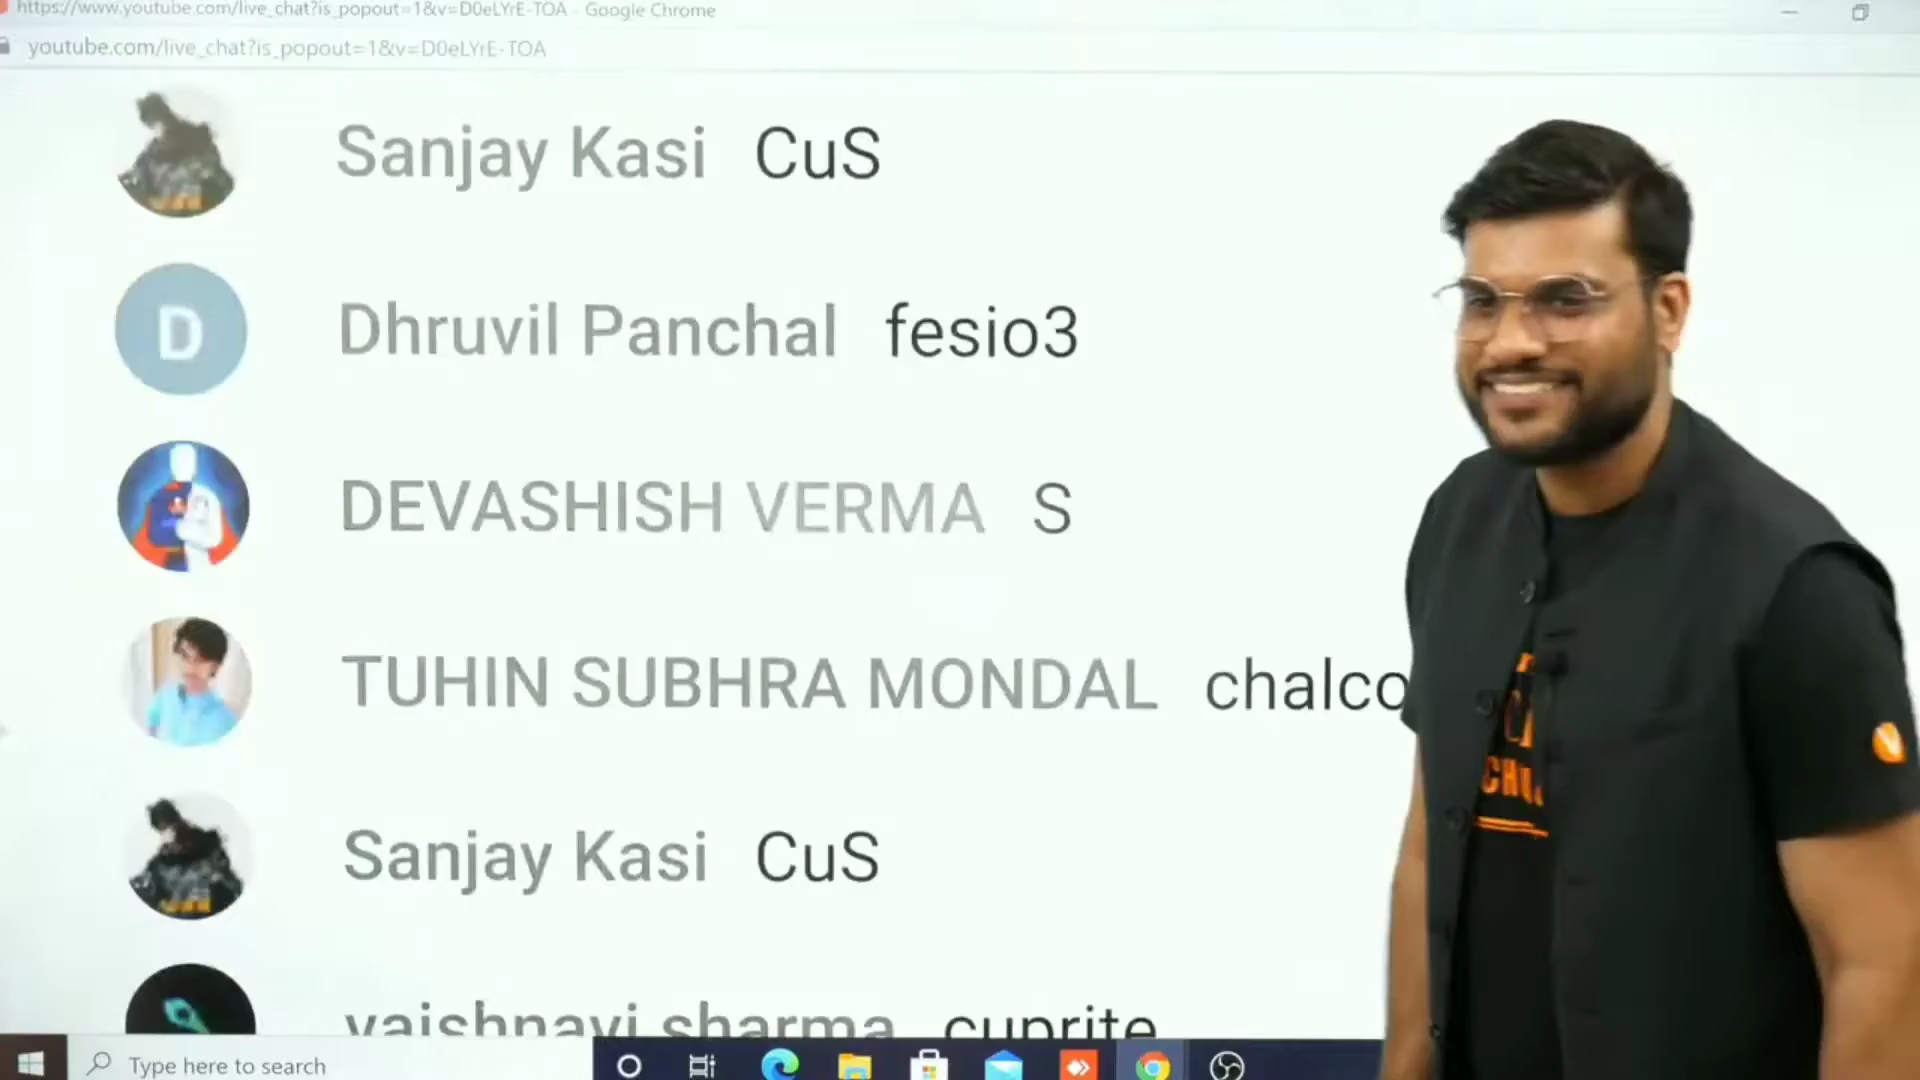 https://www.youtube.com/live_chat?is_popout=1&v=D0eLYrE-TOA - Google Chrome
youtube.com/live_chat?is_popout=1&v=D0eLYrE-TOA
Sanjay Kasi CuS
D Dhruvil Panchal fesio3
DEVASHISH VERMA S
TUHIN SUBHRA MONDAL chalco
Sanjay Kasi CuS
vaishnavi sharma cuprite
Type here to search